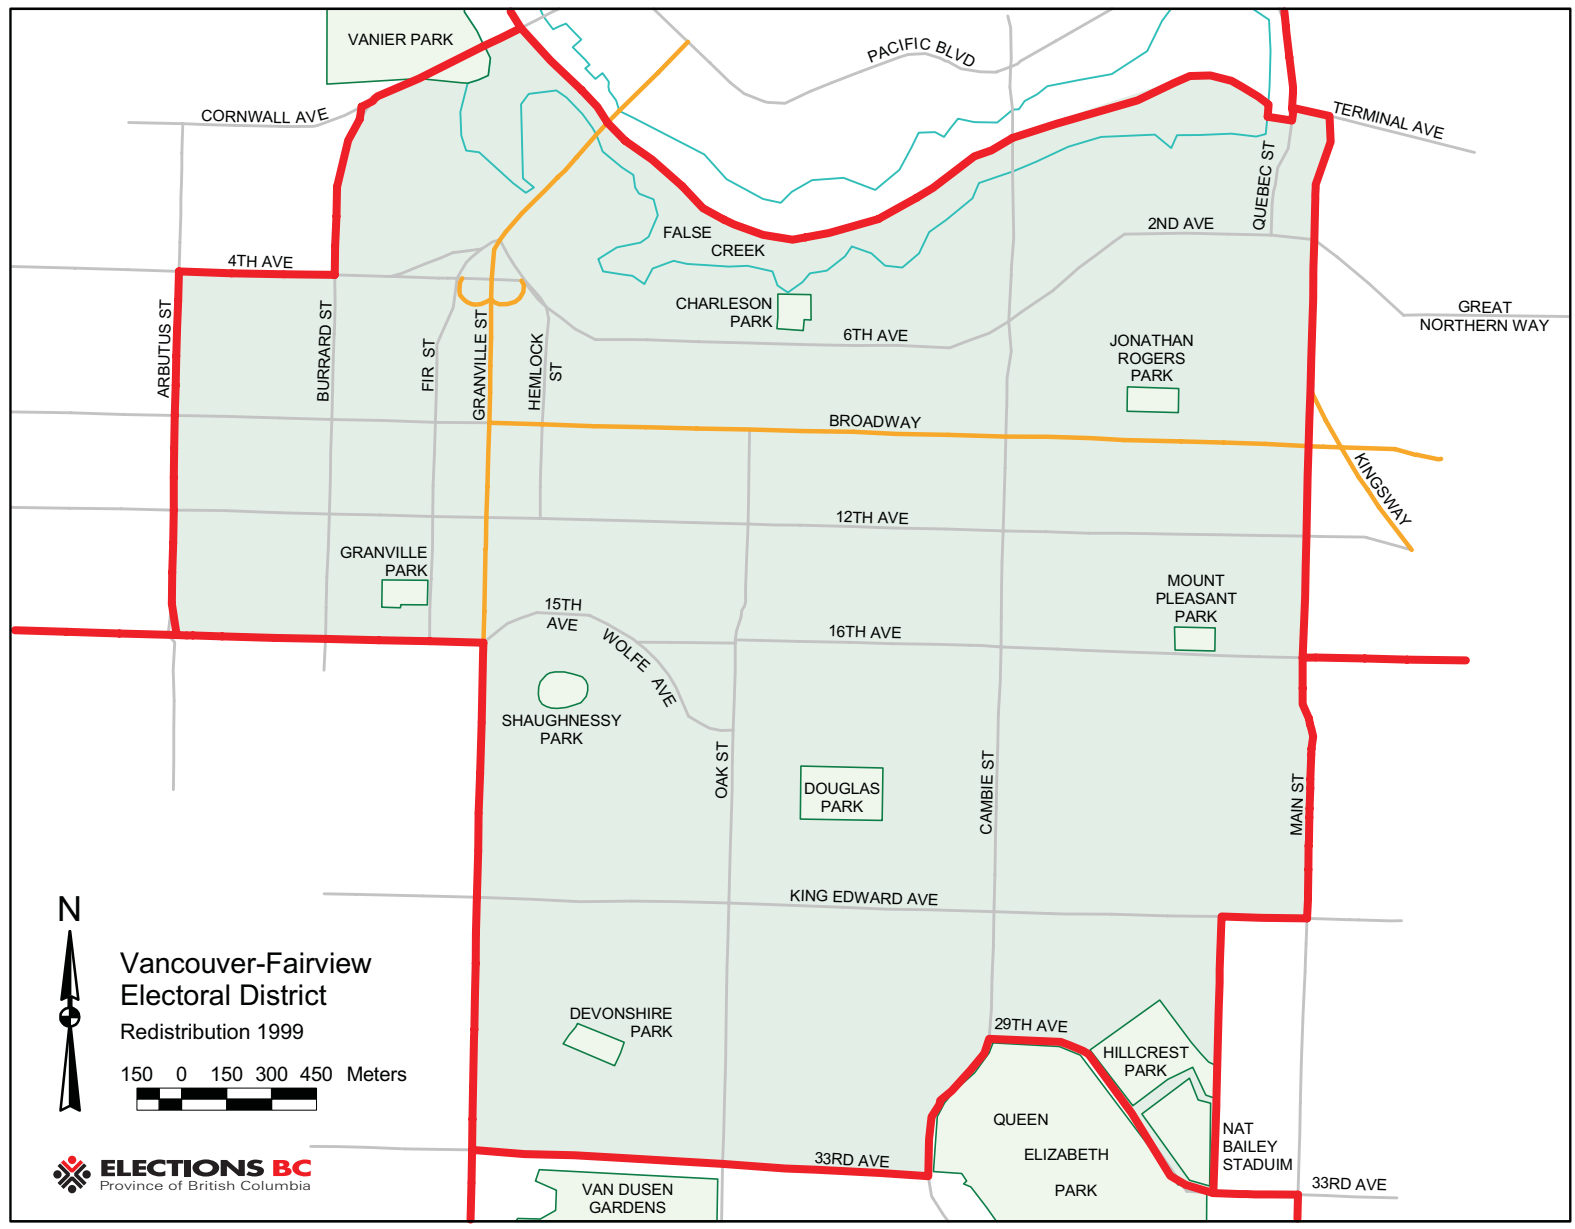 VANIER PARK
PACIFIC BLVD
CORNWALL AVE
TERMINAL AVE
QUEBEC ST
2ND AVE
FALSE
CREEK
4TH AVE
CHARLESON
PARK
GREAT
NORTHERN WAY
ARBUTUS ST
BURRARD ST
FIR ST
GRANVILLE ST
HEMLOCK
ST
6TH AVE
JONATHAN
ROGERS
PARK
BROADWAY
KINGSWAY
12TH AVE
GRANVILLE
PARK
MOUNT
PLEASANT
PARK
15TH
AVE
WOLFE AVE
16TH AVE
SHAUGHNESSY
PARK
OAK ST
DOUGLAS
PARK
CAMBIE ST
MAIN ST
KING EDWARD AVE
N
Vancouver-Fairview
Electoral District
Redistribution 1999
150 0 150 300 450 Meters
DEVONSHIRE
PARK
29TH AVE
HILLCREST
PARK
QUEEN
ELIZABETH
PARK
NAT
BAILEY
STADUIM
33RD AVE
33RD AVE
VAN DUSEN
GARDENS
ELECTIONS BC
Province of British Columbia